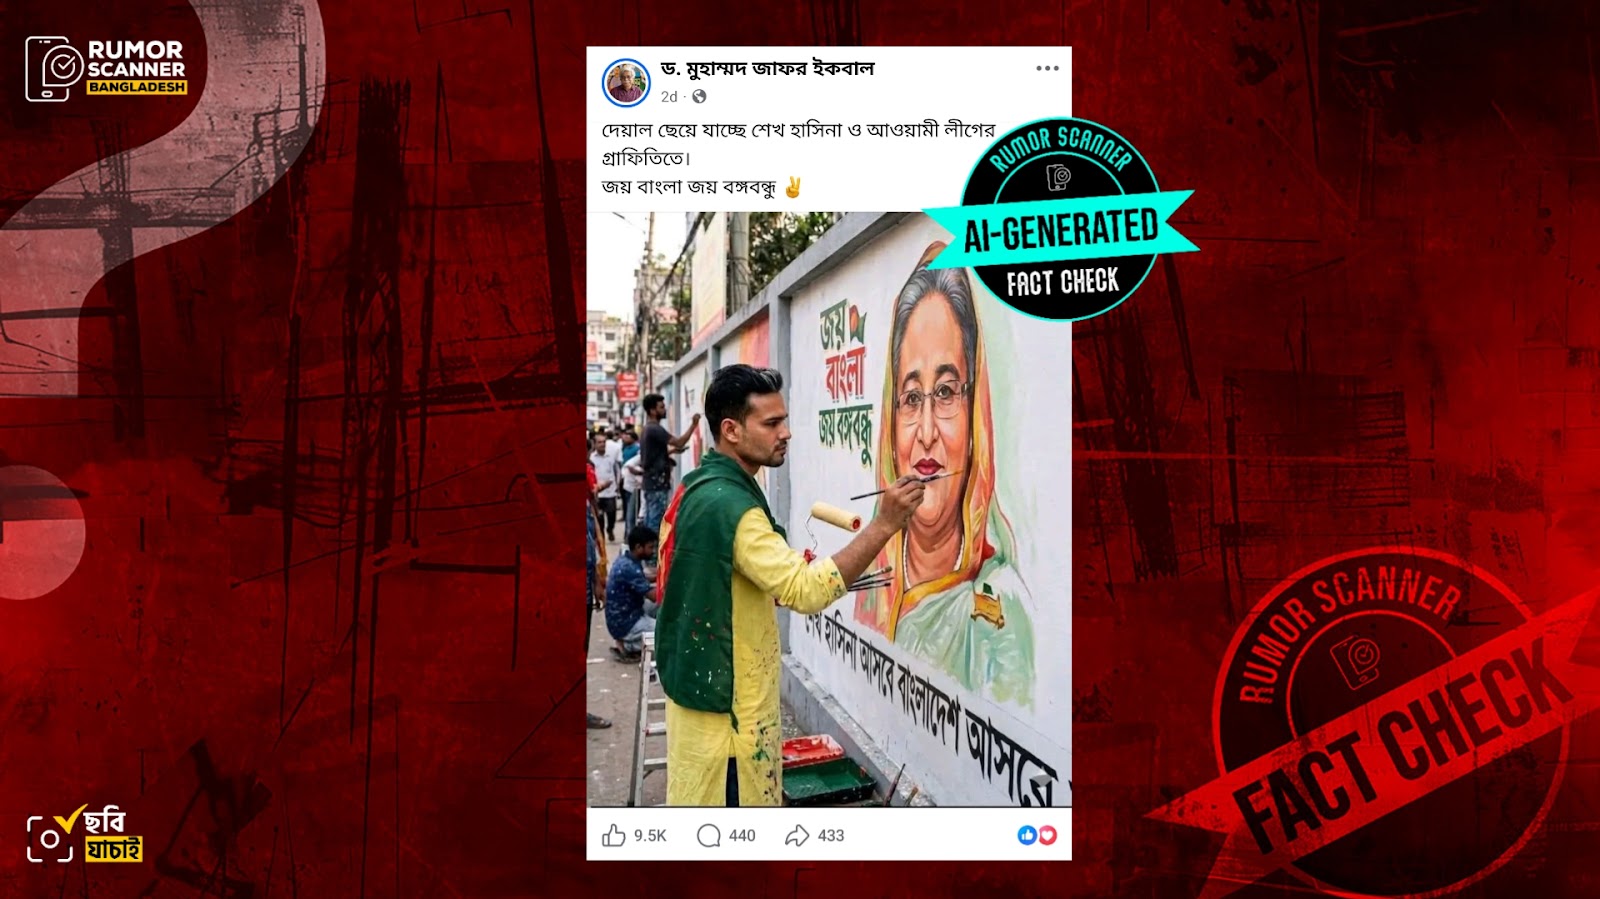 RUMOR
SCANNER
BANGLADESH
ড. মুহাম্মদ জাফর ইকবাল
2d
দেয়াল ছেয়ে যাচ্ছে শেখ হাসিনা ও আওয়ামী লীগের
গ্রাফিতিতে।
জয় বাংলা জয় বঙ্গবন্ধু ✌️
RUMOR SCANNER
AI-GENERATED
FACT CHECK
জয়
বাংলা
জয় বঙ্গবন্ধু
শেখ হাসিনা আসবে বাংলাদেশ আসবে
9.5K 440 433
RUMOR SCANNER
FACT CHECK
ছবি
যাচাই